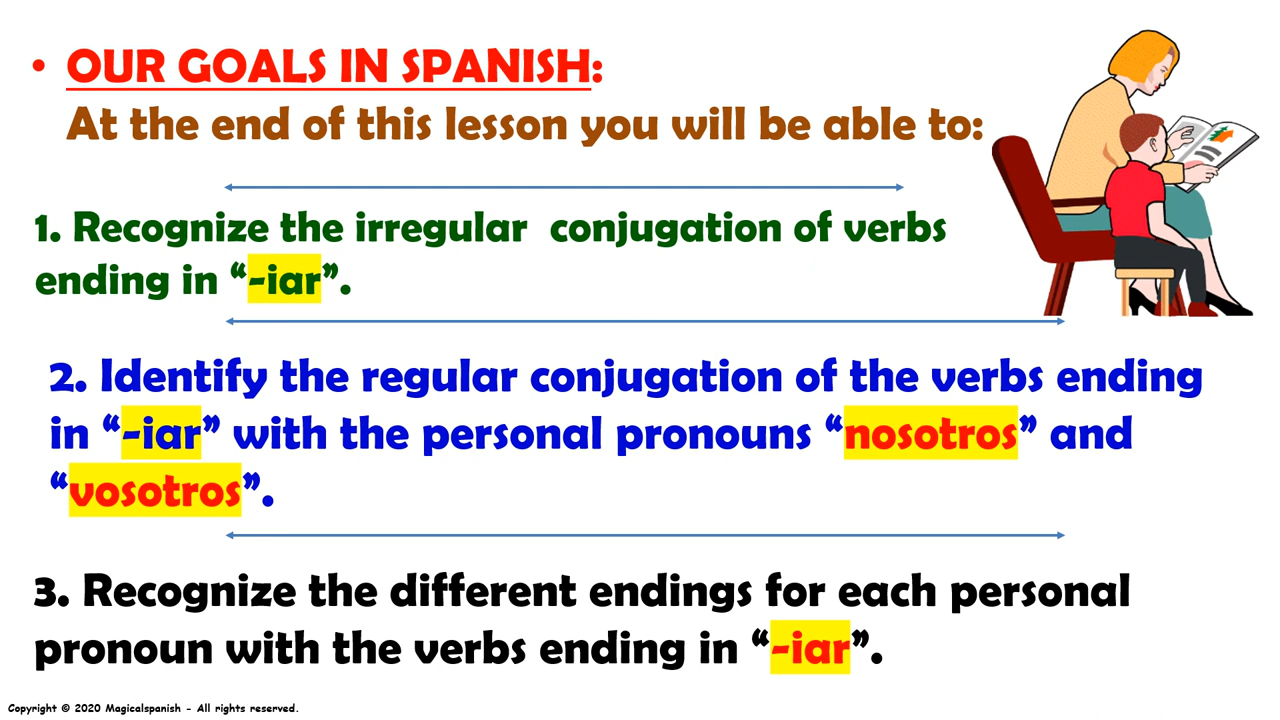 • OUR GOALS IN SPANISH:
At the end of this lesson you will be able to:
1. Recognize the irregular  conjugation of verbs
ending in “-iar”.
2. Identify the regular conjugation of the verbs ending
in “-iar” with the personal pronouns “nosotros” and
“vosotros”.
3. Recognize the different endings for each personal
pronoun with the verbs ending in “-iar”.
Copyright © 2020 Magicalspanish - All rights reserved.